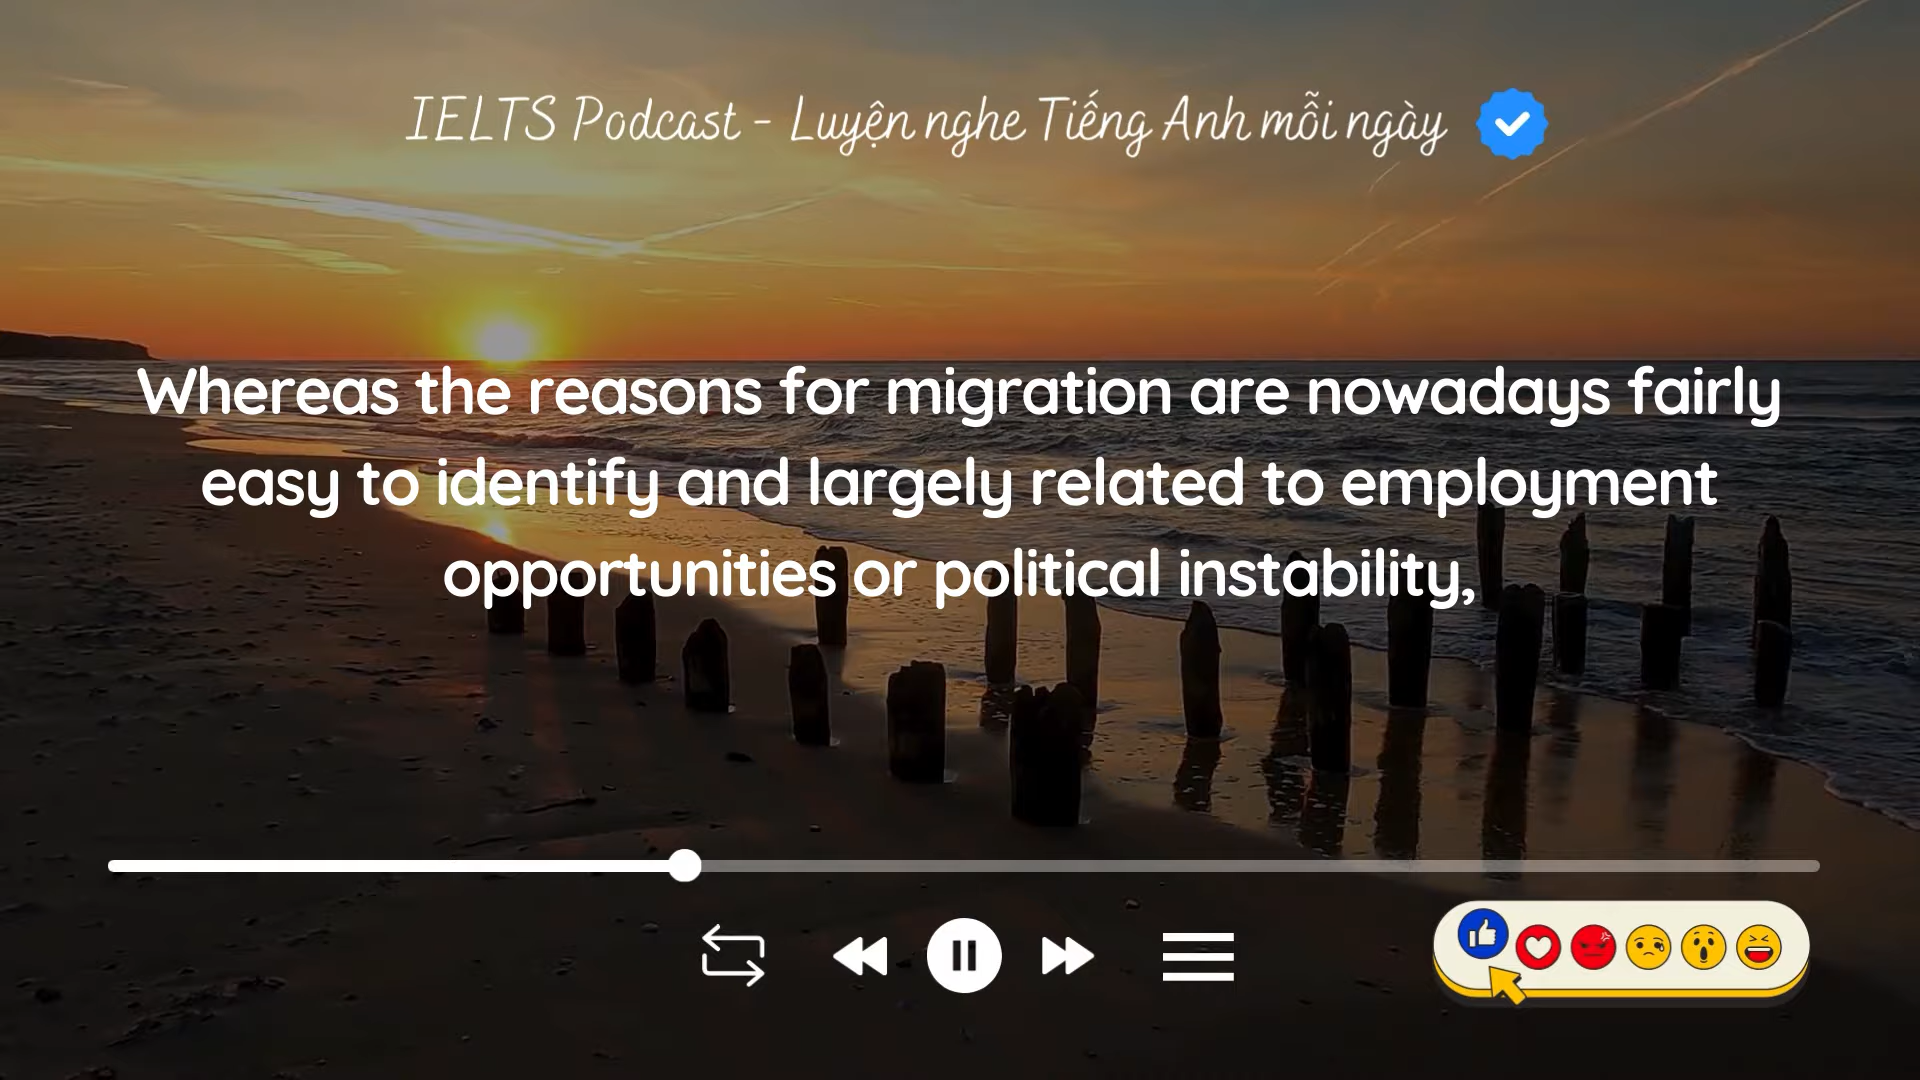 IELTS Podcast - Luyện nghe Tiếng Anh mỗi ngày
Whereas the reasons for migration are nowadays fairly
easy to identify and largely related to employment
opportunities or political instability,